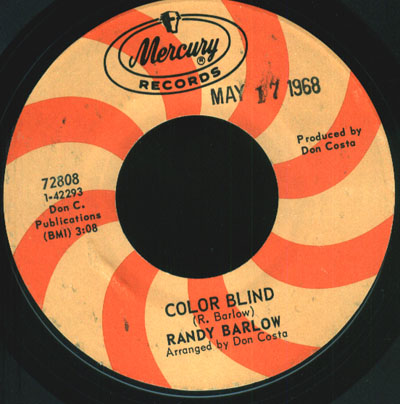 Mercury
®
RECORDS
MAY 17 1968
Produced by
Don Costa
72808
1-42293
Don C.
Publications
(BMI) 3:08
COLOR BLIND
(R. Barlow)
RANDY BARLOW
Arranged by Don Costa